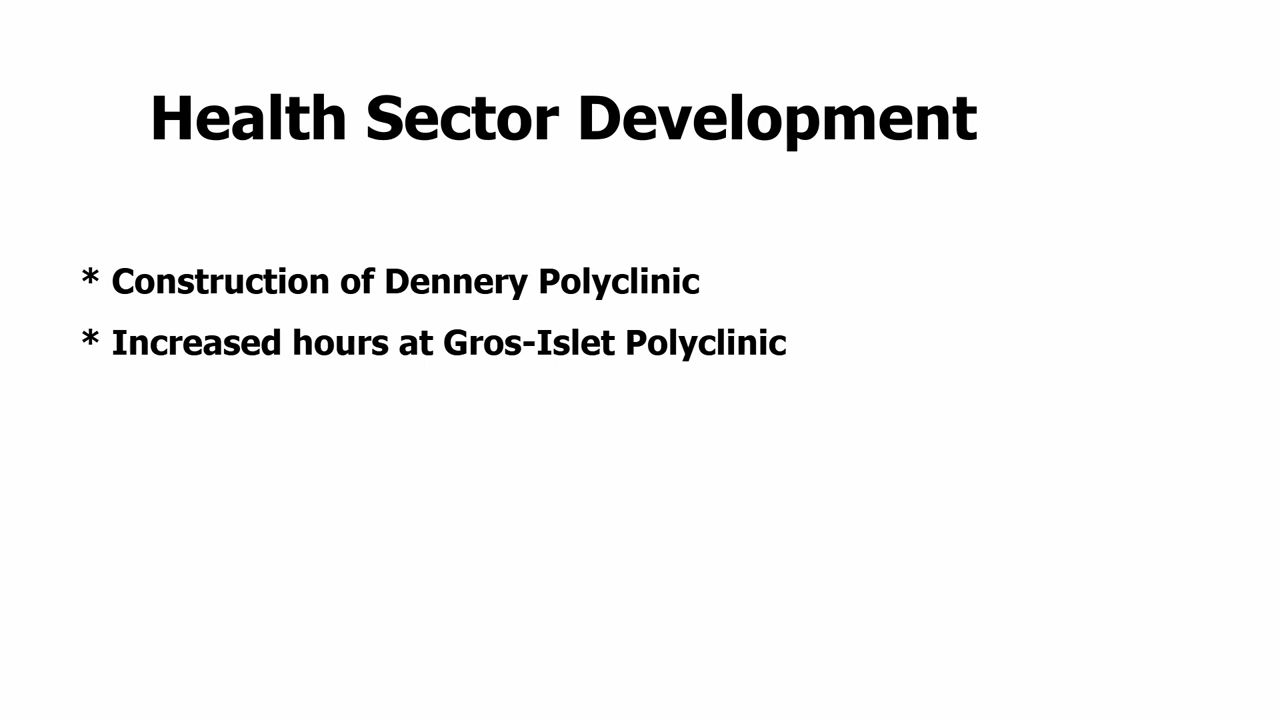 Health Sector Development
* Construction of Dennery Polyclinic
* Increased hours at Gros-Islet Polyclinic